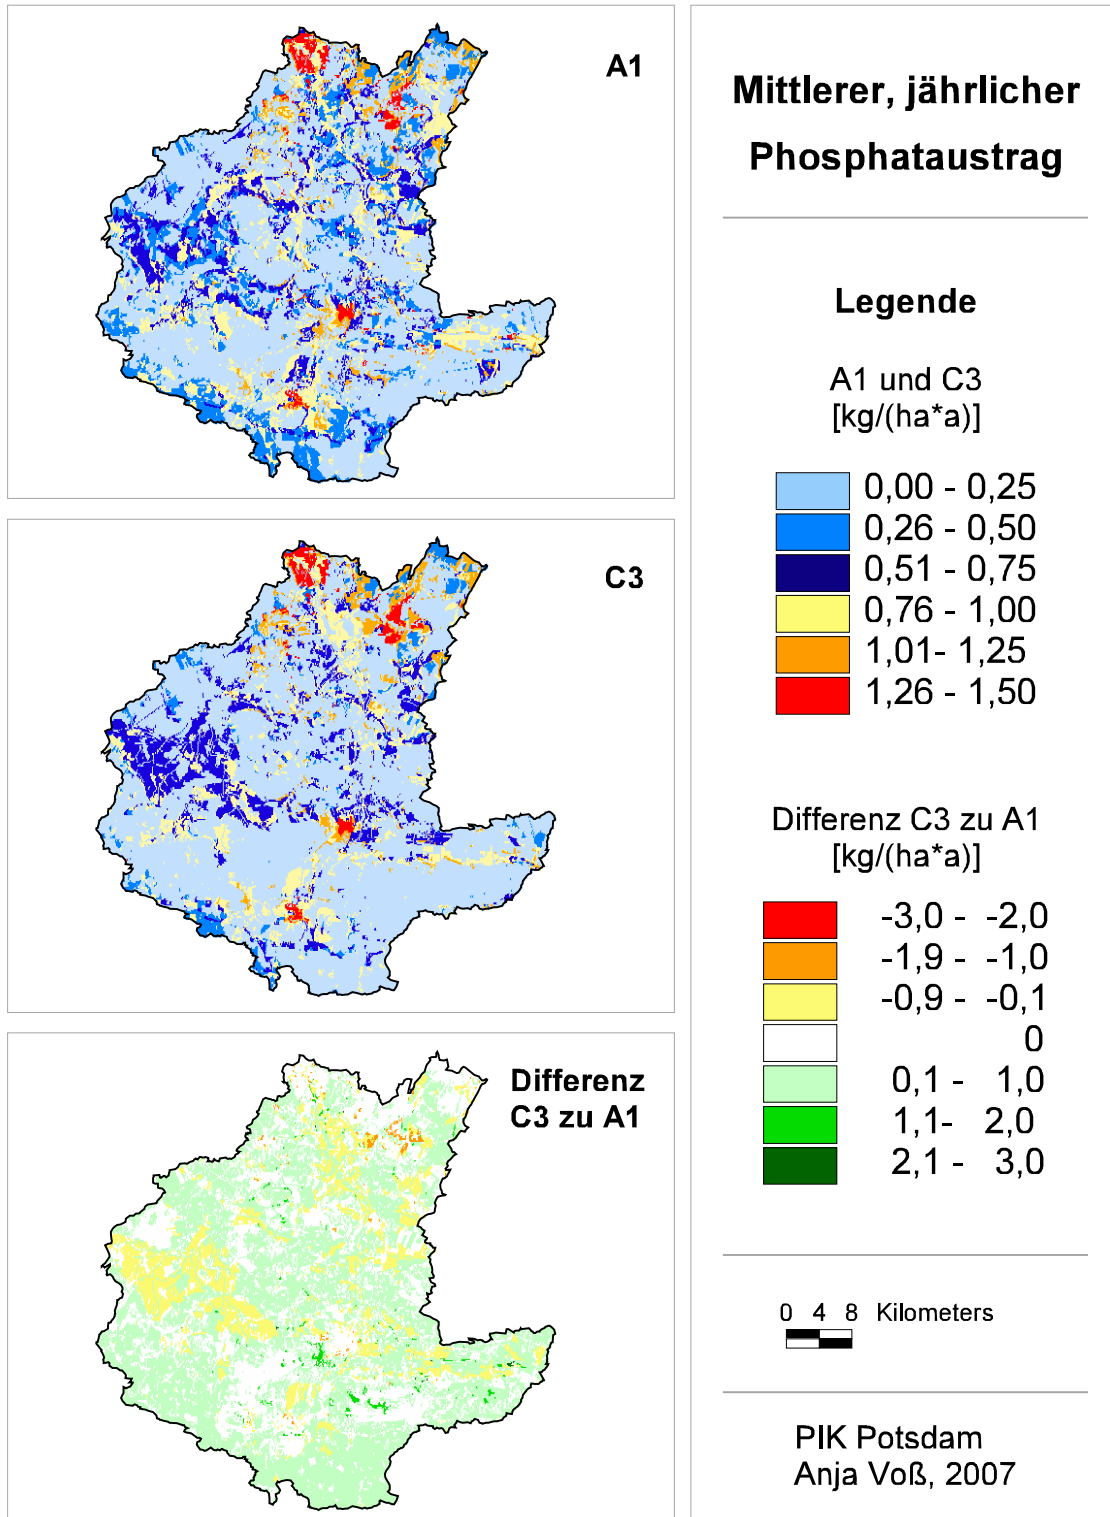 A1
C3
Differenz
C3 zu A1
Mittlerer, jährlicher
Phosphataustrag
Legende
A1 und C3
[kg/(ha*a)]
0,00 - 0,25
0,26 - 0,50
0,51 - 0,75
0,76 - 1,00
1,01- 1,25
1,26 - 1,50
Differenz C3 zu A1
[kg/(ha*a)]
-3,0 - -2,0
-1,9 - -1,0
-0,9 - -0,1
0
0,1 - 1,0
1,1- 2,0
2,1 - 3,0
0 4 8 Kilometers
PIK Potsdam
Anja Voß, 2007